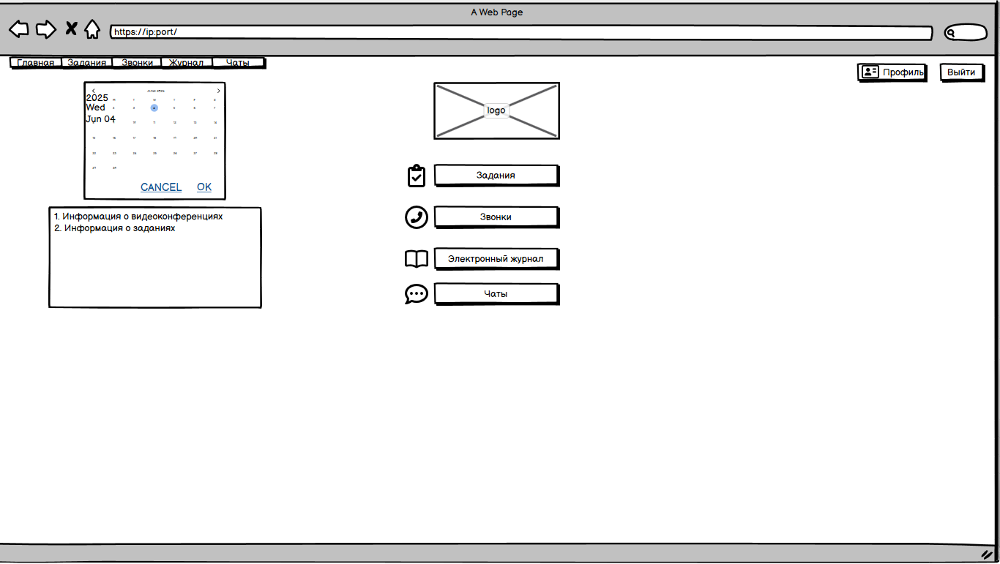 A Web Page
https://ip:port/
Главная Задания Звонки Журнал Чаты
Профиль Выйти
JUNE 2025
2025
Wed
Jun 04
M T W T F S
2 3 4 5 6 7
10 11 12 13 14
15 16 17 18 19 20 21
22 23 24 25 26 27 28
29 30
CANCEL OK
1. Информация о видеоконференциях
2. Информация о заданиях
logo
Задания
Звонки
Электронный журнал
Чаты